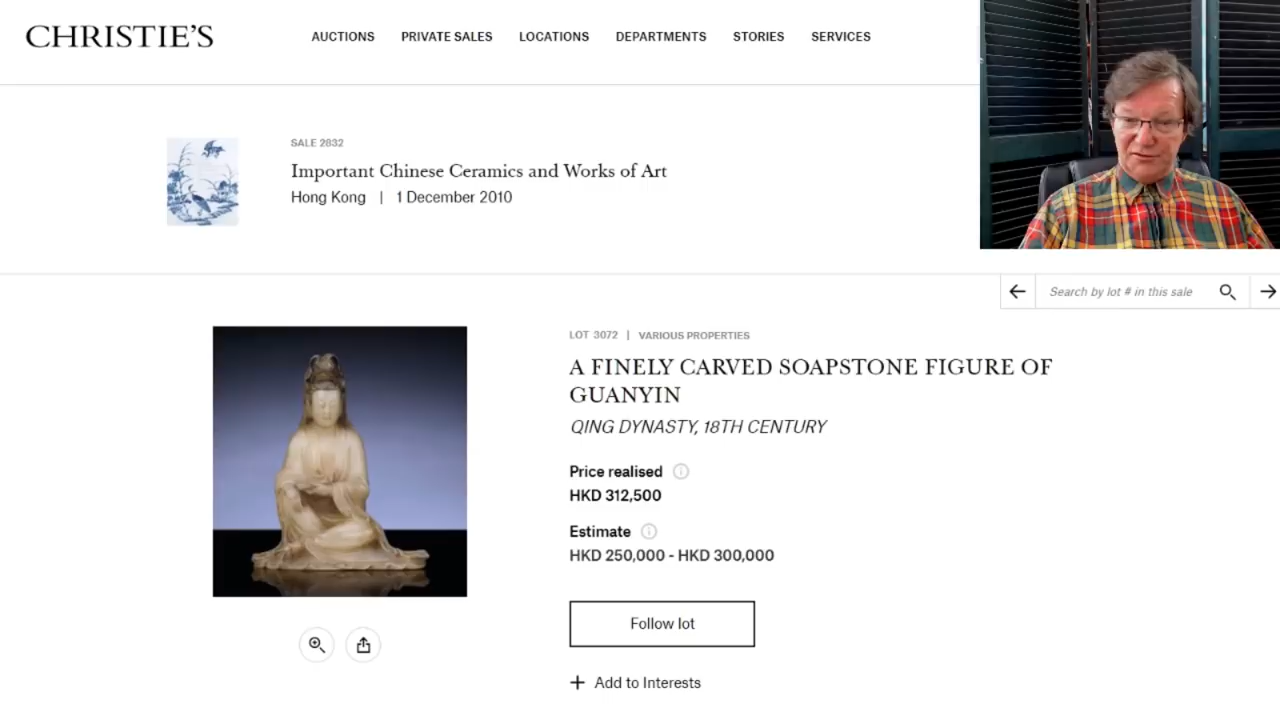 CHRISTIE'S
AUCTIONS PRIVATE SALES LOCATIONS DEPARTMENTS STORIES SERVICES
SALE 2832
Important Chinese Ceramics and Works of Art
Hong Kong | 1 December 2010
Search by lot # in this sale
LOT 3072 | VARIOUS PROPERTIES
A FINELY CARVED SOAPSTONE FIGURE OF
GUANYIN
QING DYNASTY, 18TH CENTURY
Price realised
HKD 312,500
Estimate
HKD 250,000 - HKD 300,000
Follow lot
+ Add to Interests